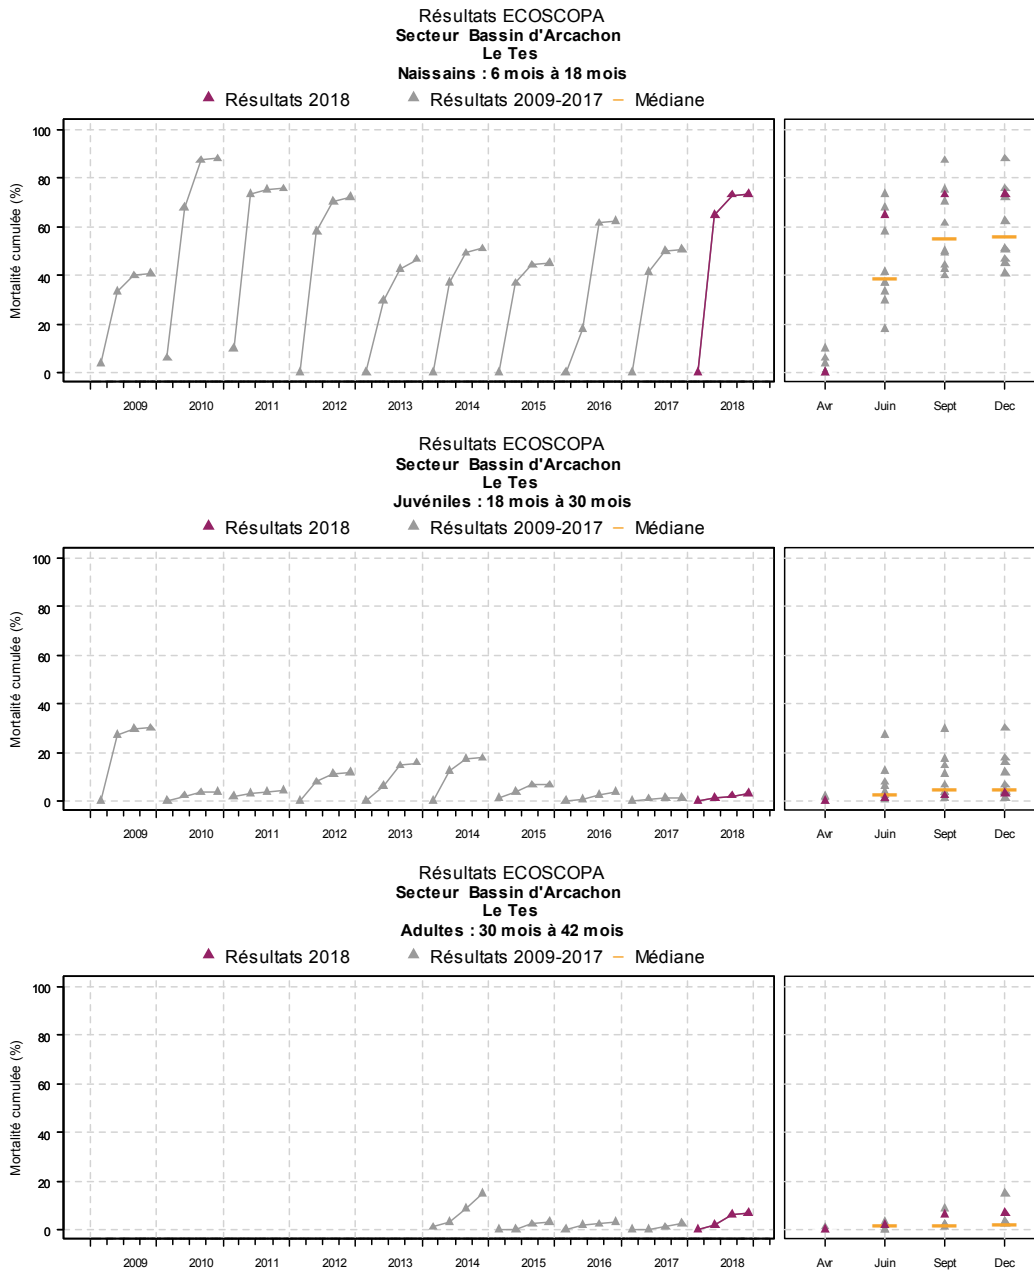 Résultats ECOSCOPA
Secteur Bassin d'Arcachon
Le Tes
Naissains : 6 mois à 18 mois
Résultats 2018 Résultats 2009-2017 Médiane
Mortalité cumulée (%)
100
80
60
40
20
0
2009 2010 2011 2012 2013 2014 2015 2016 2017 2018
Avr Juin Sept Dec
Résultats ECOSCOPA
Secteur Bassin d'Arcachon
Le Tes
Juvéniles : 18 mois à 30 mois
Résultats 2018 Résultats 2009-2017 Médiane
Mortalité cumulée (%)
100
80
60
40
20
0
2009 2010 2011 2012 2013 2014 2015 2016 2017 2018
Avr Juin Sept Dec
Résultats ECOSCOPA
Secteur Bassin d'Arcachon
Le Tes
Adultes : 30 mois à 42 mois
Résultats 2018 Résultats 2009-2017 Médiane
Mortalité cumulée (%)
100
80
60
40
20
0
2009 2010 2011 2012 2013 2014 2015 2016 2017 2018
Avr Juin Sept Dec